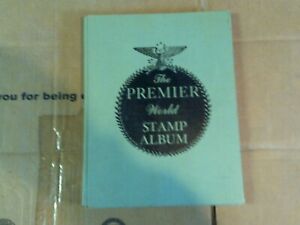 The
PREMIER
World
STAMP
ALBUM
you for being